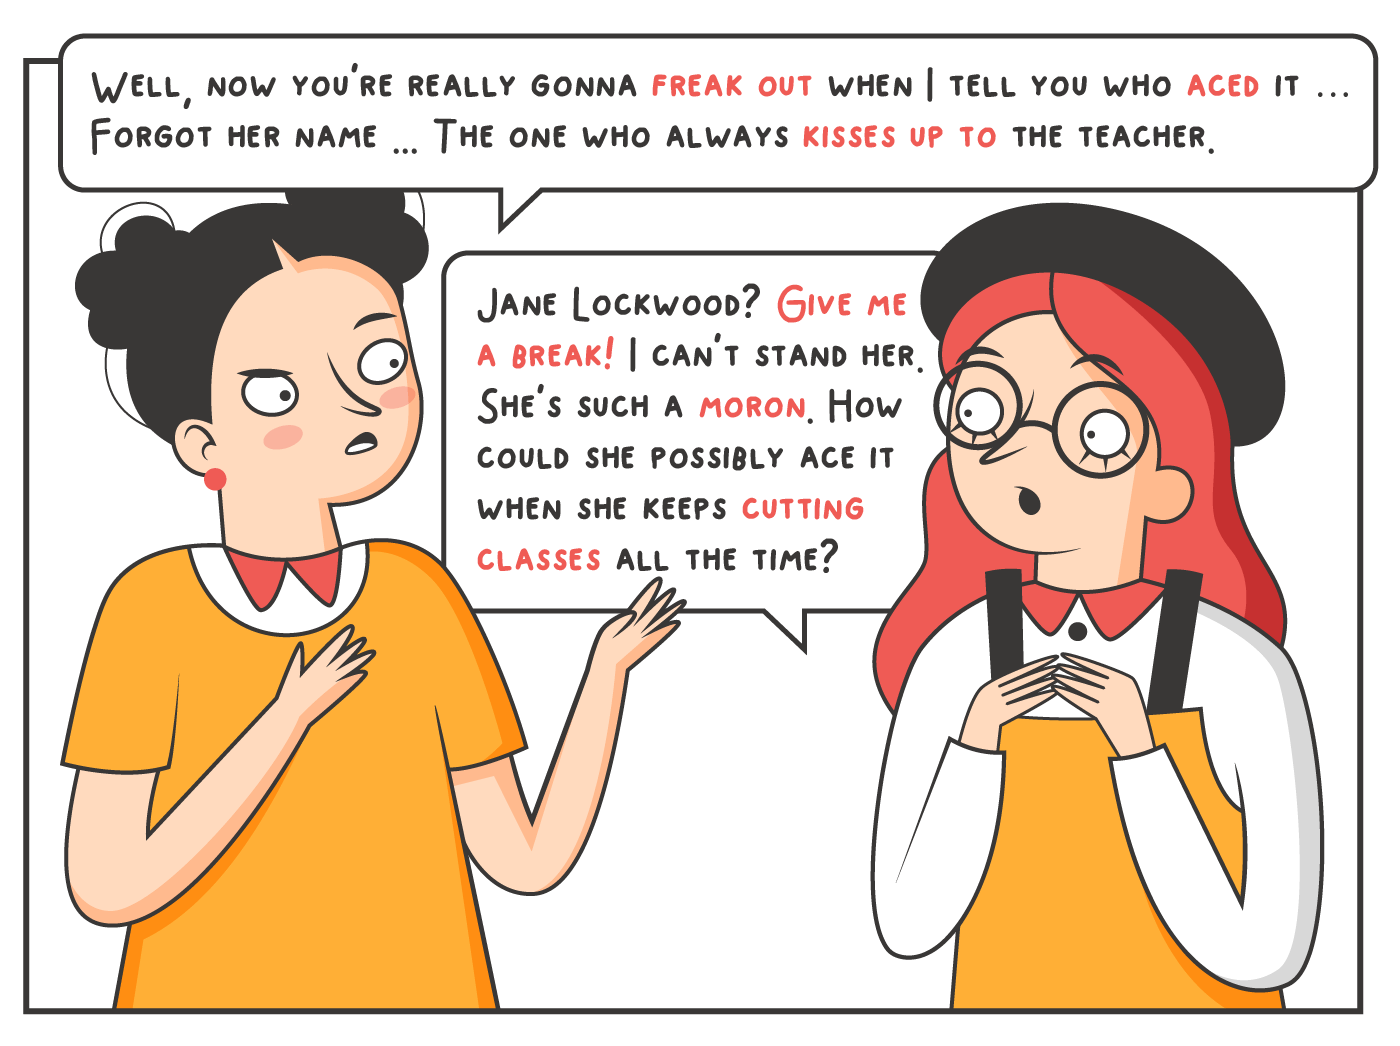 Well, now you're really gonna freak out when I tell you who aced it ...
Forgot her name ... The one who always kisses up to the teacher.
Jane Lockwood? Give me
a break! I can't stand her.
She's such a moron. How
could she possibly ace it
when she keeps cutting
classes all the time?